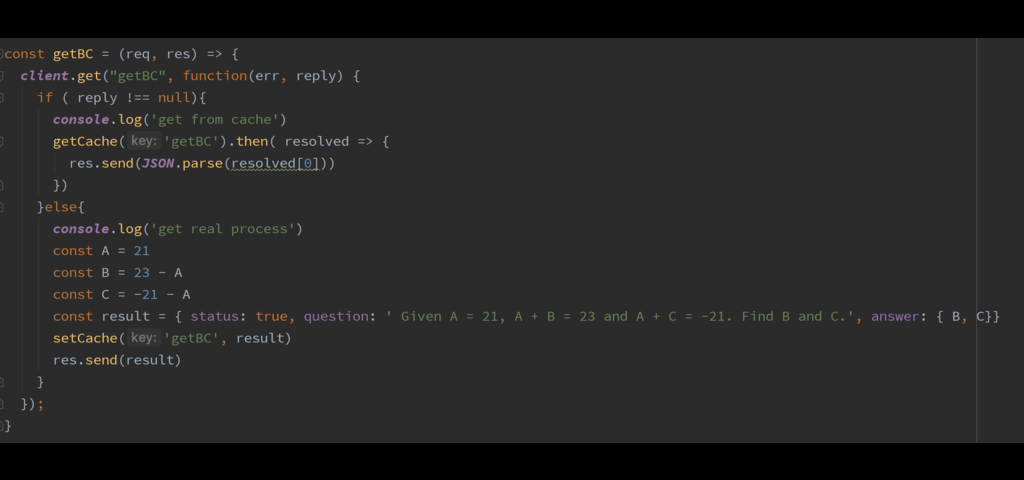 const getBC = (req, res) => {
client.get("getBC", function(err, reply) {
if ( reply !== null){
console.log('get from cache')
getCache( key: 'getBC').then( resolved => {
res.send(JSON.parse(resolved[0]))
})
}else{
console.log('get real process')
const A = 21
const B = 23 - A
const C = -21 - A
const result = { status: true, question: ' Given A = 21, A + B = 23 and A + C = -21. Find B and C.', answer: { B, C}}
setCache( key: 'getBC', result)
res.send(result)
}
});
}